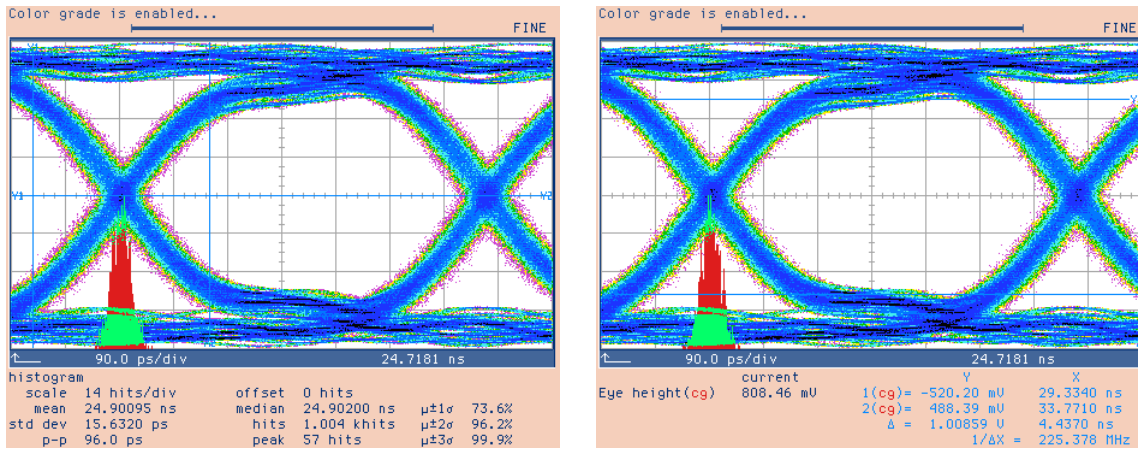 Color grade is enabled...
FINE
Y1
Y1 Y2
90.0 ps/div 24.7181 ns
histogram
scale 14 hits/div offset 0 hits
mean 24.90095 ns median 24.90200 ns μ±1σ 73.6%
std dev 15.6320 ps hits 1.004 khits μ±2σ 96.2%
p-p 96.0 ps peak 57 hits μ±3σ 99.9%
Color grade is enabled...
FINE
90.0 ps/div 24.7181 ns
current Y X
Eye height(cg) 808.46 mV 1(cg)= -520.20 mV 29.3340 ns
2(cg)= 488.39 mV 33.7710 ns
Δ = 1.00859 V 4.4370 ns
1/ΔX = 225.378 MHz